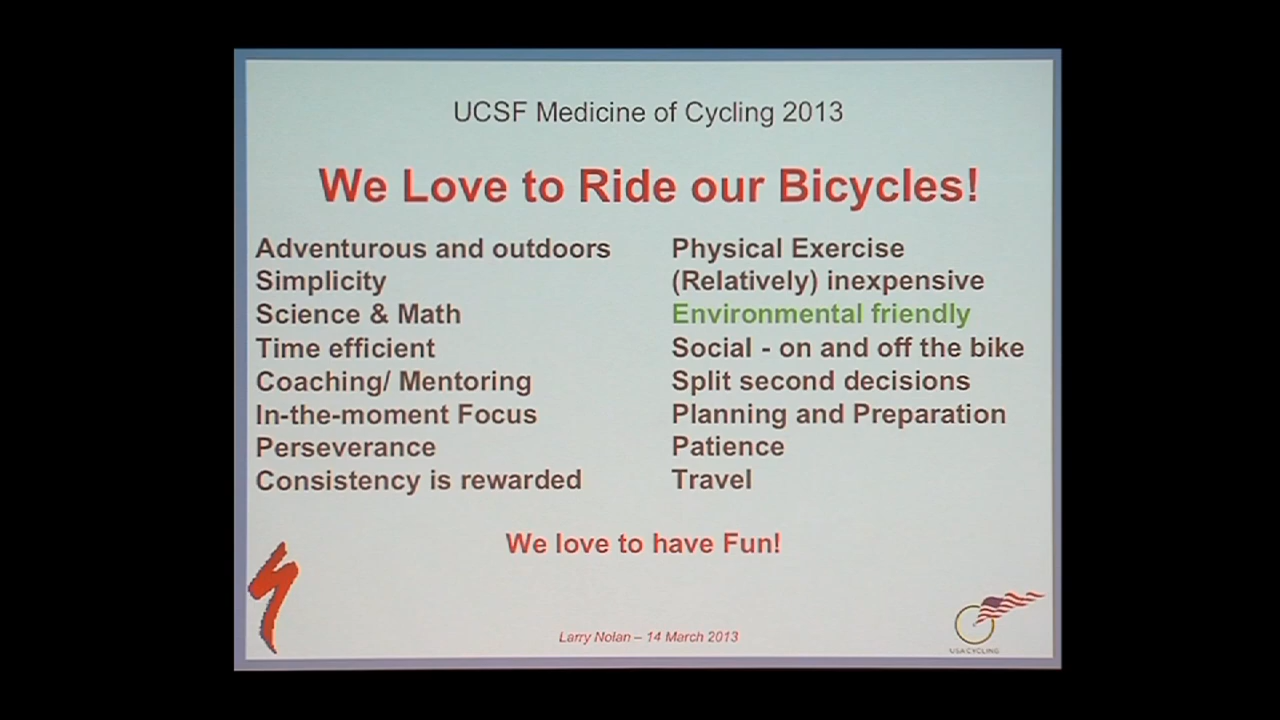 UCSF Medicine of Cycling 2013
We Love to Ride our Bicycles!
Adventurous and outdoors
Simplicity
Science & Math
Time efficient
Coaching/ Mentoring
In-the-moment Focus
Perseverance
Consistency is rewarded
Physical Exercise
(Relatively) inexpensive
Environmental friendly
Social - on and off the bike
Split second decisions
Planning and Preparation
Patience
Travel
We love to have Fun!
Larry Nolan – 14 March 2013
USA CYCLING